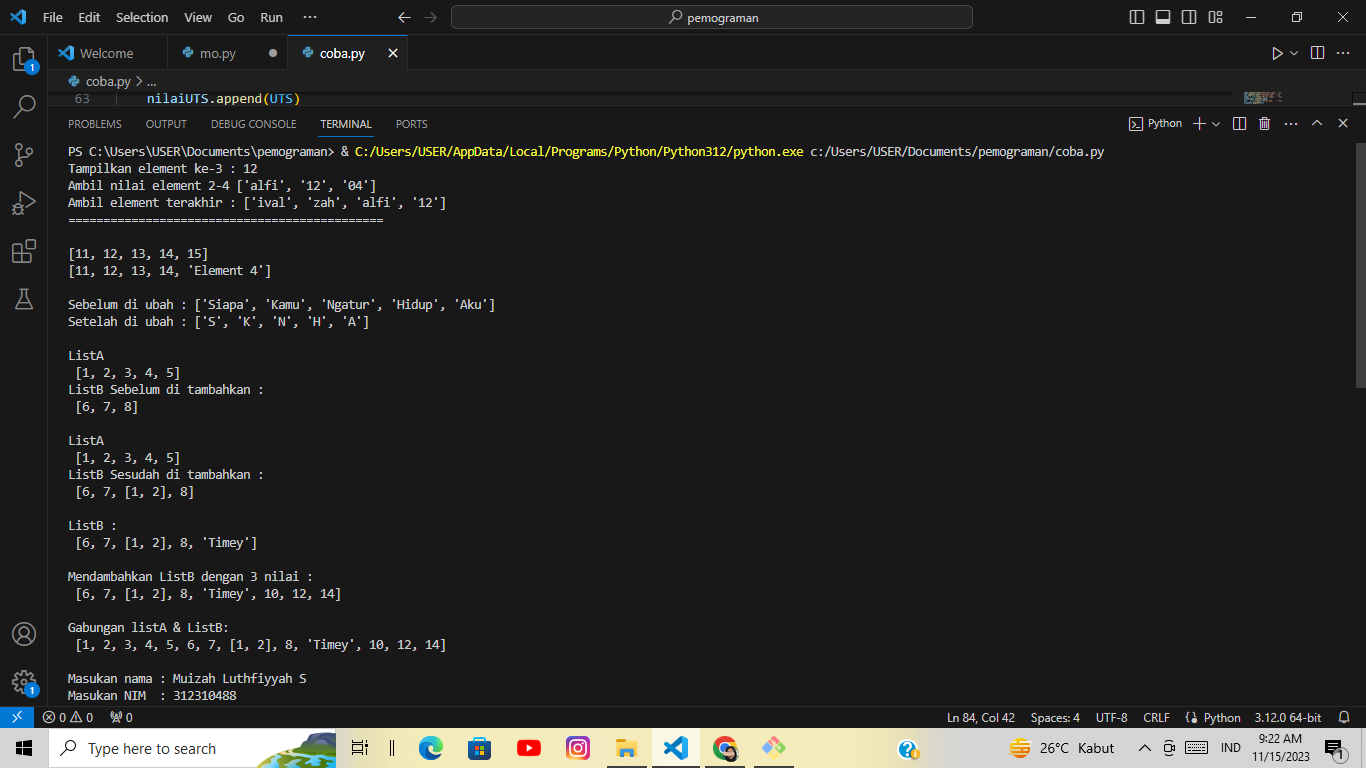 File Edit Selection View Go Run ··· pemograman
Welcome mo.py coba.py
coba.py > ...
63 nilaiUTS.append(UTS)
PROBLEMS OUTPUT DEBUG CONSOLE TERMINAL PORTS Python
PS C:\Users\USER\Documents\pemograman> & C:/Users/USER/AppData/Local/Programs/Python/Python312/python.exe c:/Users/USER/Documents/pemograman/coba.py
Tampilkan element ke-3 : 12
Ambil nilai element 2-4 ['alfi', '12', '04']
Ambil element terakhir : ['ival', 'zah', 'alfi', '12']
=============================================
[11, 12, 13, 14, 15]
[11, 12, 13, 14, 'Element 4']
Sebelum di ubah : ['Siapa', 'Kamu', 'Ngatur', 'Hidup', 'Aku']
Setelah di ubah : ['S', 'K', 'N', 'H', 'A']
ListA
[1, 2, 3, 4, 5]
ListB Sebelum di tambahkan :
[6, 7, 8]
ListA
[1, 2, 3, 4, 5]
ListB Sesudah di tambahkan :
[6, 7, [1, 2], 8]
ListB :
[6, 7, [1, 2], 8, 'Timey']
Mendambahkan ListB dengan 3 nilai :
[6, 7, [1, 2], 8, 'Timey', 10, 12, 14]
Gabungan listA & ListB:
[1, 2, 3, 4, 5, 6, 7, [1, 2], 8, 'Timey', 10, 12, 14]
Masukan nama : Muizah Luthfiyyah S
Masukan NIM  : 312310488
1
1
0 0 0 Ln 84, Col 42 Spaces: 4 UTF-8 CRLF Python 3.12.0 64-bit
Type here to search 26°C Kabut IND 9:22 AM
11/15/2023 1